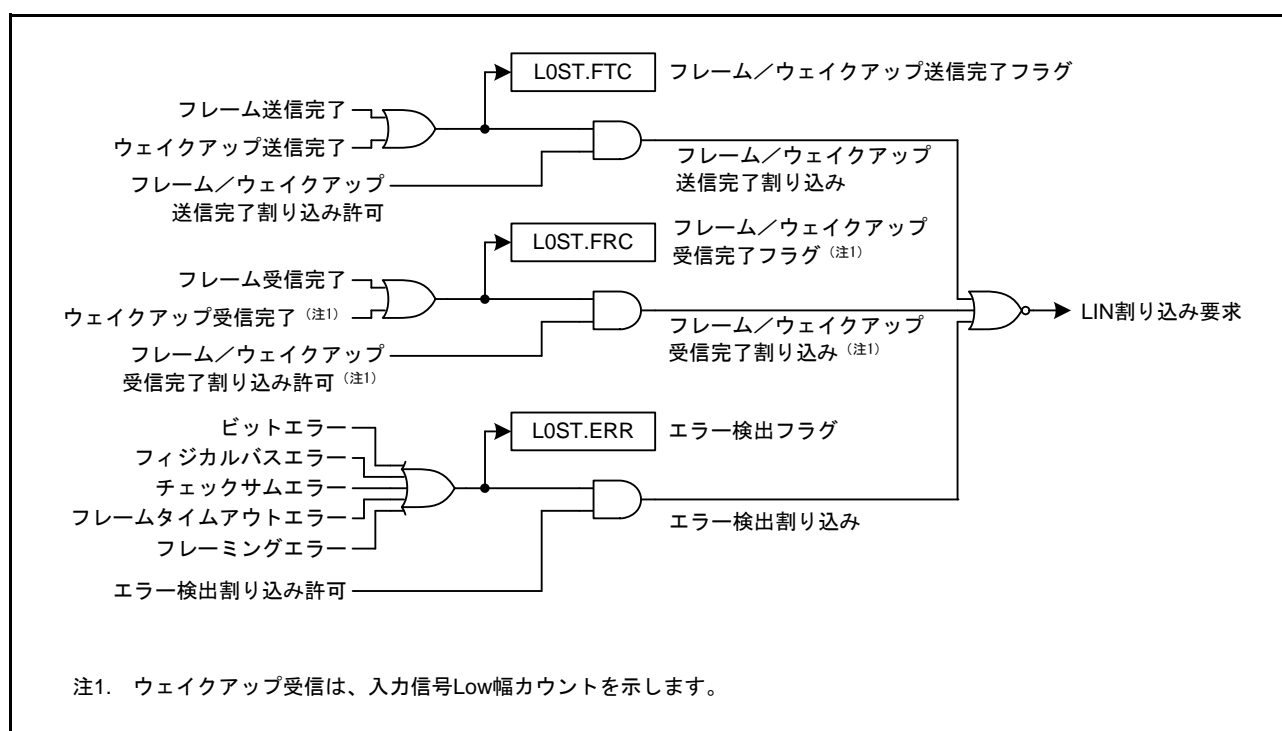 L0ST.FTC フレーム／ウェイクアップ送信完了フラグ
フレーム送信完了
ウェイクアップ送信完了
フレーム／ウェイクアップ
送信完了割り込み許可
フレーム／ウェイクアップ
送信完了割り込み
L0ST.FRC
フレーム／ウェイクアップ
受信完了フラグ（注1）
フレーム受信完了
ウェイクアップ受信完了（注1）
フレーム／ウェイクアップ
受信完了割り込み許可（注1）
フレーム／ウェイクアップ
受信完了割り込み（注1）
LIN割り込み要求
L0ST.ERR エラー検出フラグ
ビットエラー
フィジカルバスエラー
チェックサムエラー
フレームタイムアウトエラー
フレーミングエラー
エラー検出割り込み許可
エラー検出割り込み
注1. ウェイクアップ受信は、入力信号Low幅カウントを示します。